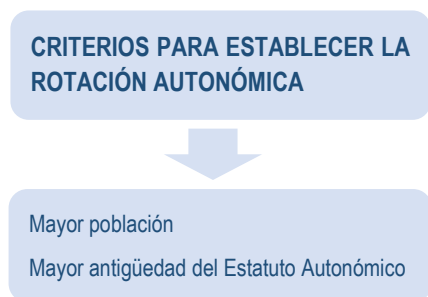 CRITERIOS PARA ESTABLECER LA
ROTACIÓN AUTONÓMICA
Mayor población
Mayor antigüedad del Estatuto Autonómico